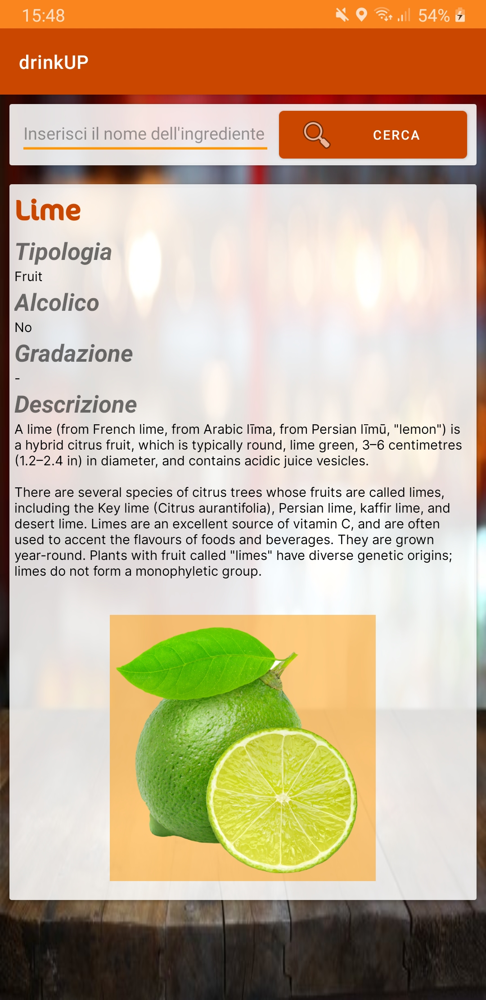 15:48
54%
drinkUP
Inserisci il nome dell'ingrediente
CERCA
Lime
Tipologia
Fruit
Alcolico
No
Gradazione
-
Descrizione
A lime (from French lime, from Arabic līma, from Persian līmū, "lemon") is
a hybrid citrus fruit, which is typically round, lime green, 3–6 centimetres
(1.2–2.4 in) in diameter, and contains acidic juice vesicles.
There are several species of citrus trees whose fruits are called limes,
including the Key lime (Citrus aurantifolia), Persian lime, kaffir lime, and
desert lime. Limes are an excellent source of vitamin C, and are often
used to accent the flavours of foods and beverages. They are grown
year-round. Plants with fruit called "limes" have diverse genetic origins;
limes do not form a monophyletic group.